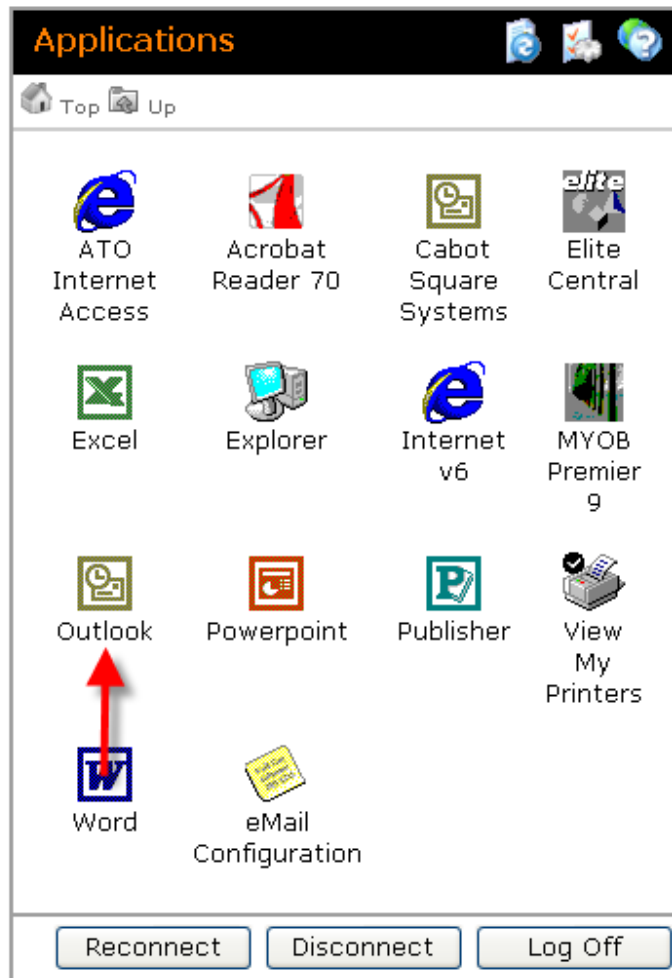 Applications
Top Up
elite
ATO Internet Access
Acrobat Reader 70
Cabot Square Systems
Elite Central
Excel
Explorer
Internet v6
MYOB Premier 9
Outlook
Powerpoint
Publisher
View My Printers
Word
eMail Configuration
Reconnect Disconnect Log Off